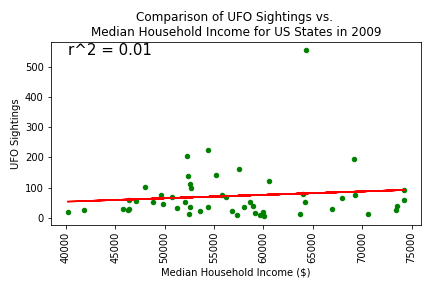 Comparison of UFO Sightings vs.
Median Household Income for US States in 2009
r^2 = 0.01
UFO Sightings
500
400
300
200
100
0
40000
45000
50000
55000
60000
65000
70000
75000
Median Household Income ($)